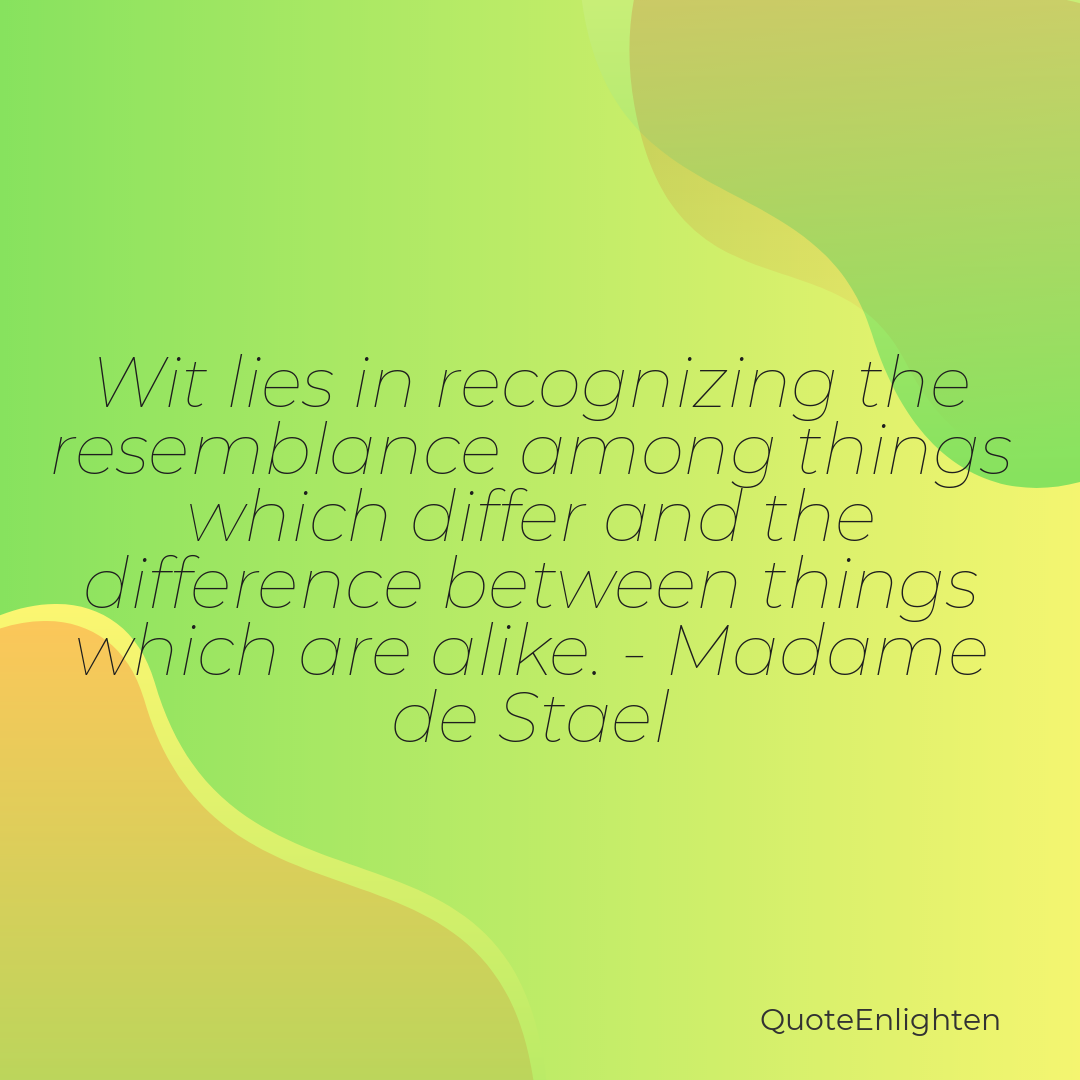 Wit lies in recognizing the
resemblance among things
which differ and the
difference between things
which are alike. - Madame
de Stael
QuoteEnlighten